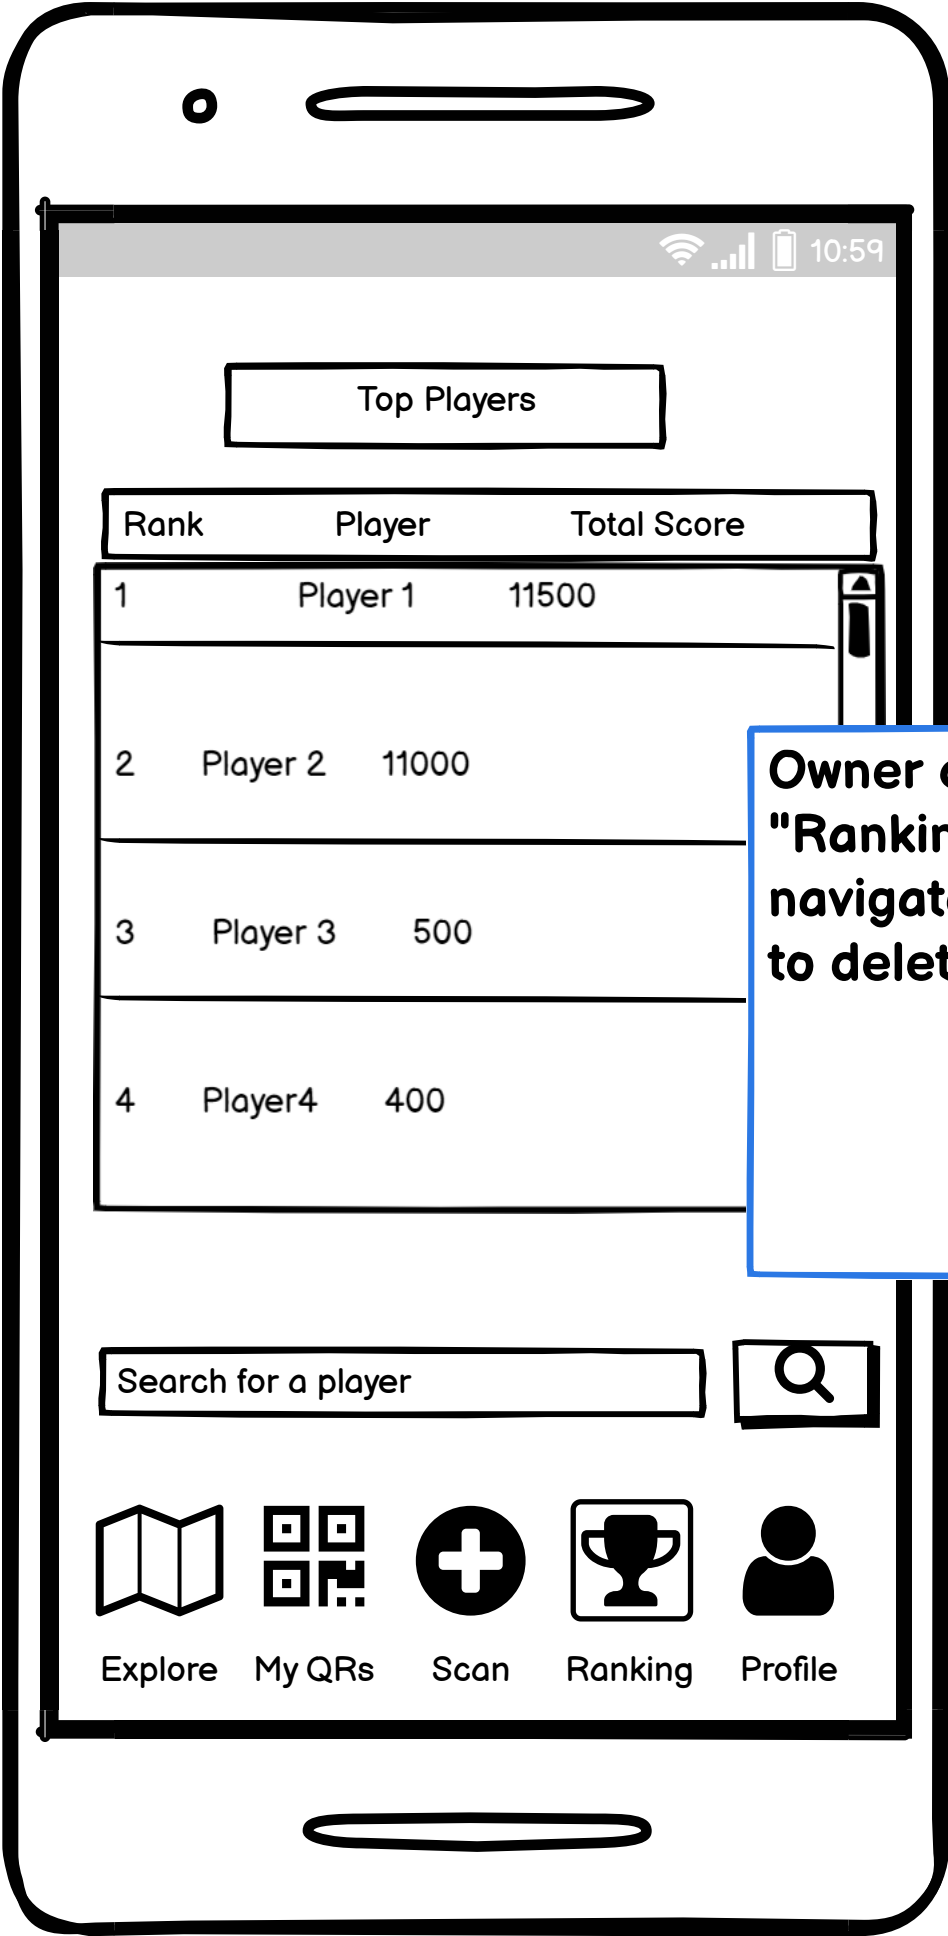 10:59
Top Players
Rank Player Total Score
1 Player 1 11500
2 Player 2 11000
3 Player 3 500
4 Player4 400
Owner
"Rankin
navigat
to delet
Search for a player
Explore My QRs Scan Ranking Profile